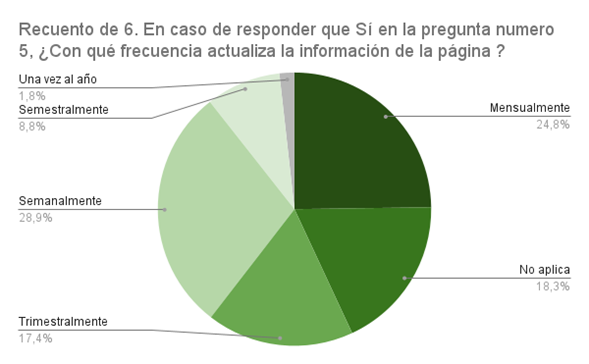 Recuento de 6. En caso de responder que Sí en la pregunta numero
5, ¿Con qué frecuencia actualiza la información de la página ?
Una vez al año
1,8%
Semestralmente
8,8%
Mensualmente
24,8%
Semanalmente
28,9%
No aplica
18,3%
Trimestralmente
17,4%